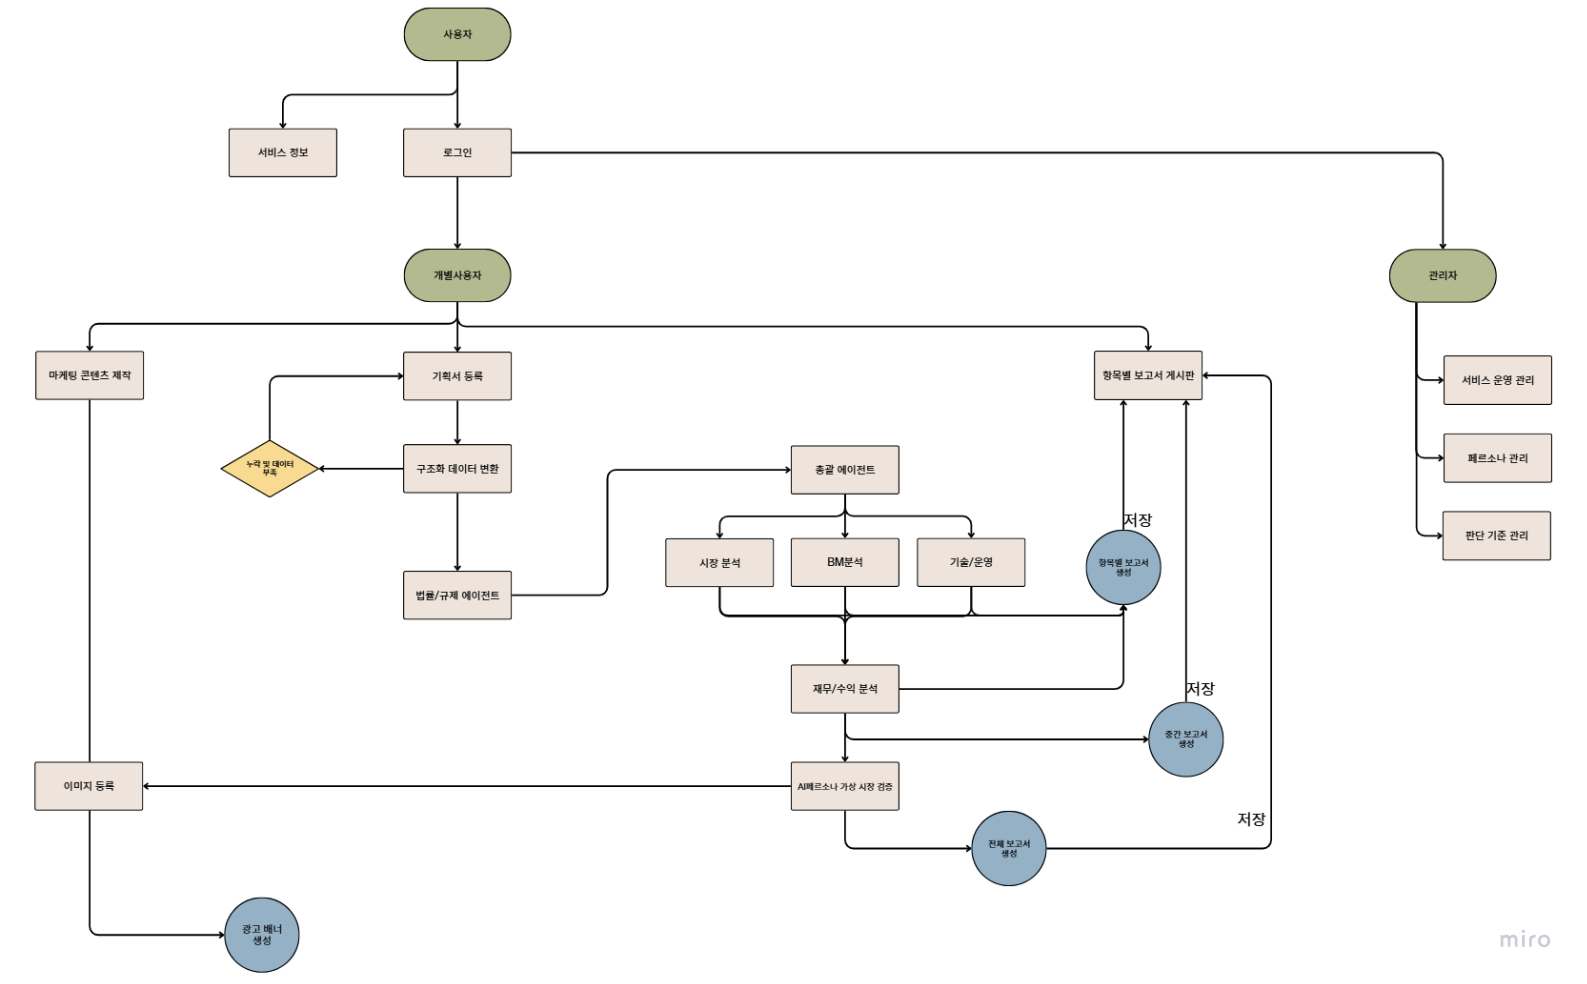 사용자
서비스 정보
로그인
개별사용자
관리자
마케팅 콘텐츠 제작
기획서 등록
항목별 보고서 게시판
서비스 운영 관리
누락 및 데이터
부족
구조화 데이터 변환
총괄 에이전트
페르소나 관리
저장
판단 기준 관리
시장 분석
BM분석
기술/운영
항목별 보고서
생성
법률/규제 에이전트
재무/수익 분석
저장
중간 보고서
생성
이미지 등록
AI페르소나 가상 시장 검증
저장
전체 보고서
생성
광고 배너
생성
miro